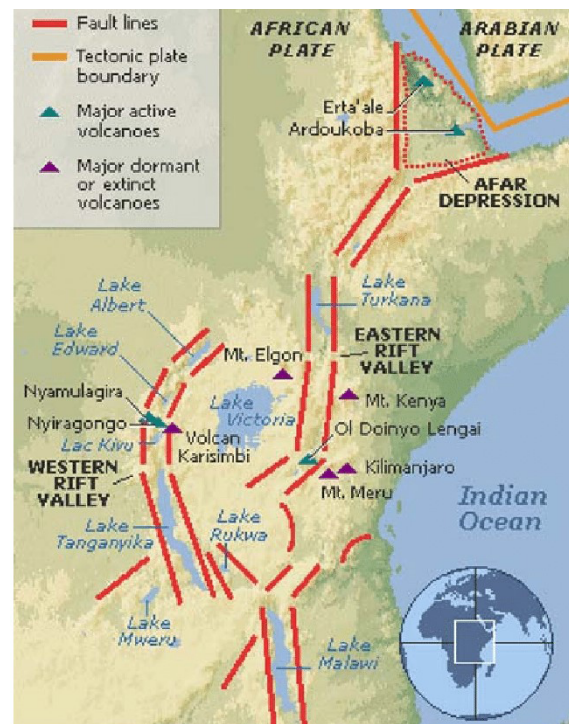 Fault lines
Tectonic plate
boundary
Major active
volcanoes
Major dormant
or extinct
volcanoes
AFRICAN
PLATE
ARABIAN
PLATE
Erta'ale
Ardoukoba
AFAR
DEPRESSION
Lake
Albert
Lake
Turkana
Lake
Edward
Mt. Elgon
EASTERN
RIFT
VALLEY
Nyamulagira
Nyiragongo
Lac Kivu
Volcan
Karisimbi
Lake
Victoria
Mt. Kenya
Ol Doinyo Lengai
WESTERN
RIFT
VALLEY
Kilimanjaro
Mt. Meru
Indian
Ocean
Lake
Tanganyika
Lake
Rukwa
Lake
Mweru
Lake
Malawi